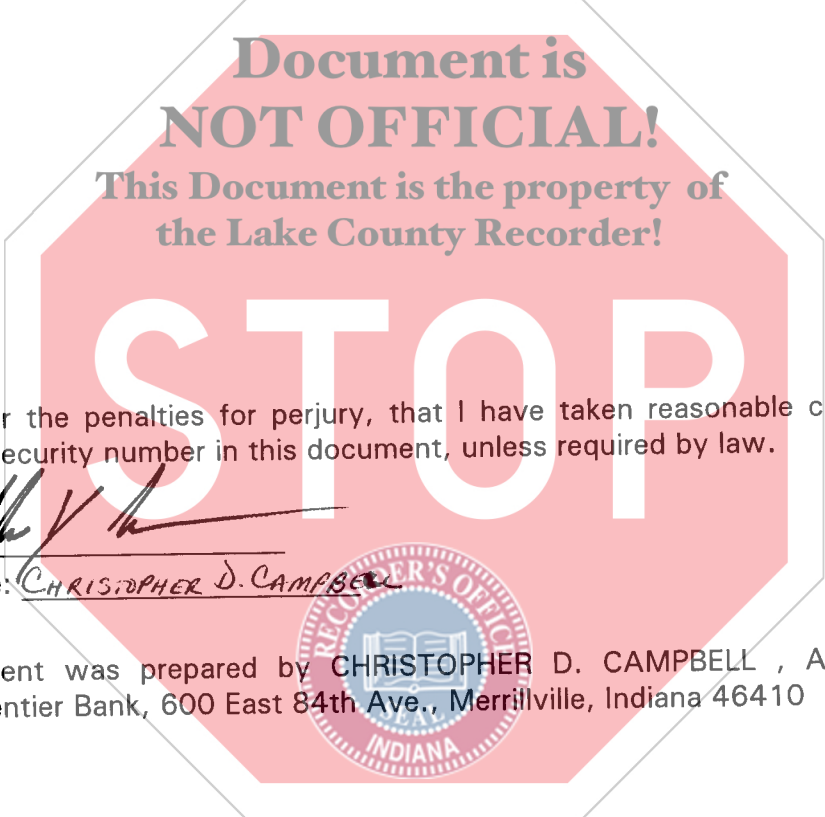 Document is
NOT OFFICIAL!
This Document is the property of
the Lake County Recorder!
STOP
r the penalties for perjury, that I have taken reasonable c
ecurity number in this document, unless required by law.
e: CHRISTOPHER D. CAMPBELL
ent was prepared by CHRISTOPHER D. CAMPBELL , A
entier Bank, 600 East 84th Ave., Merrillville, Indiana 46410
RECORDER'S OFFICE
SEAL
INDIANA